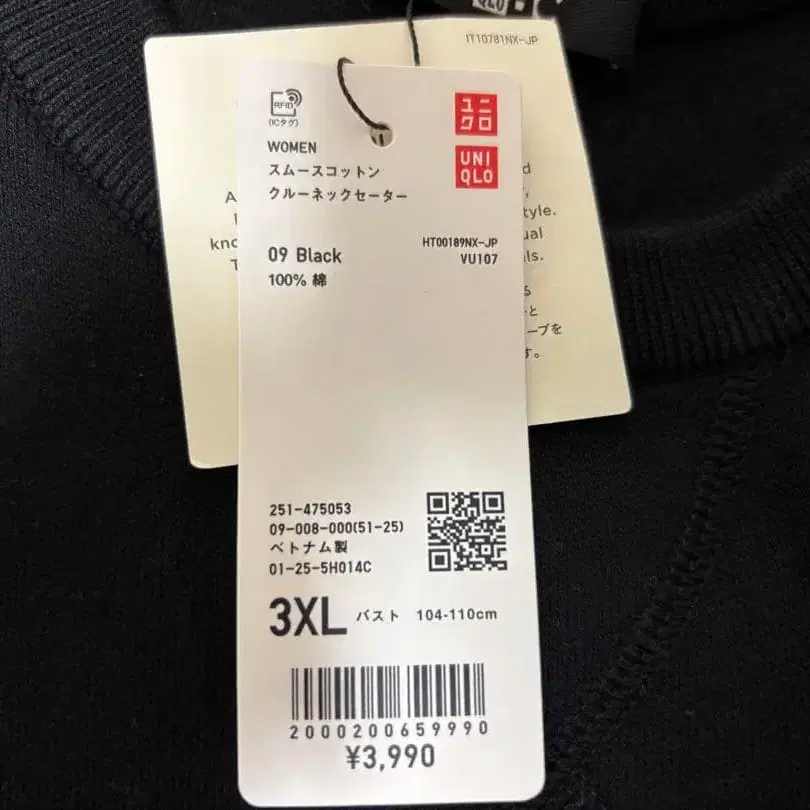 IT10781NX-JP
RFID
(ICタグ)
ユニ
クロ
UNI
QLO
WOMEN
スムースコットン
クルーネックセーター
09 Black
100% 綿
HT00189NX-JP
VU107
251-475053
09-008-000(51-25)
ベトナム製
01-25-5H014C
3XL バスト 104-110cm
2000200659990
¥3,990